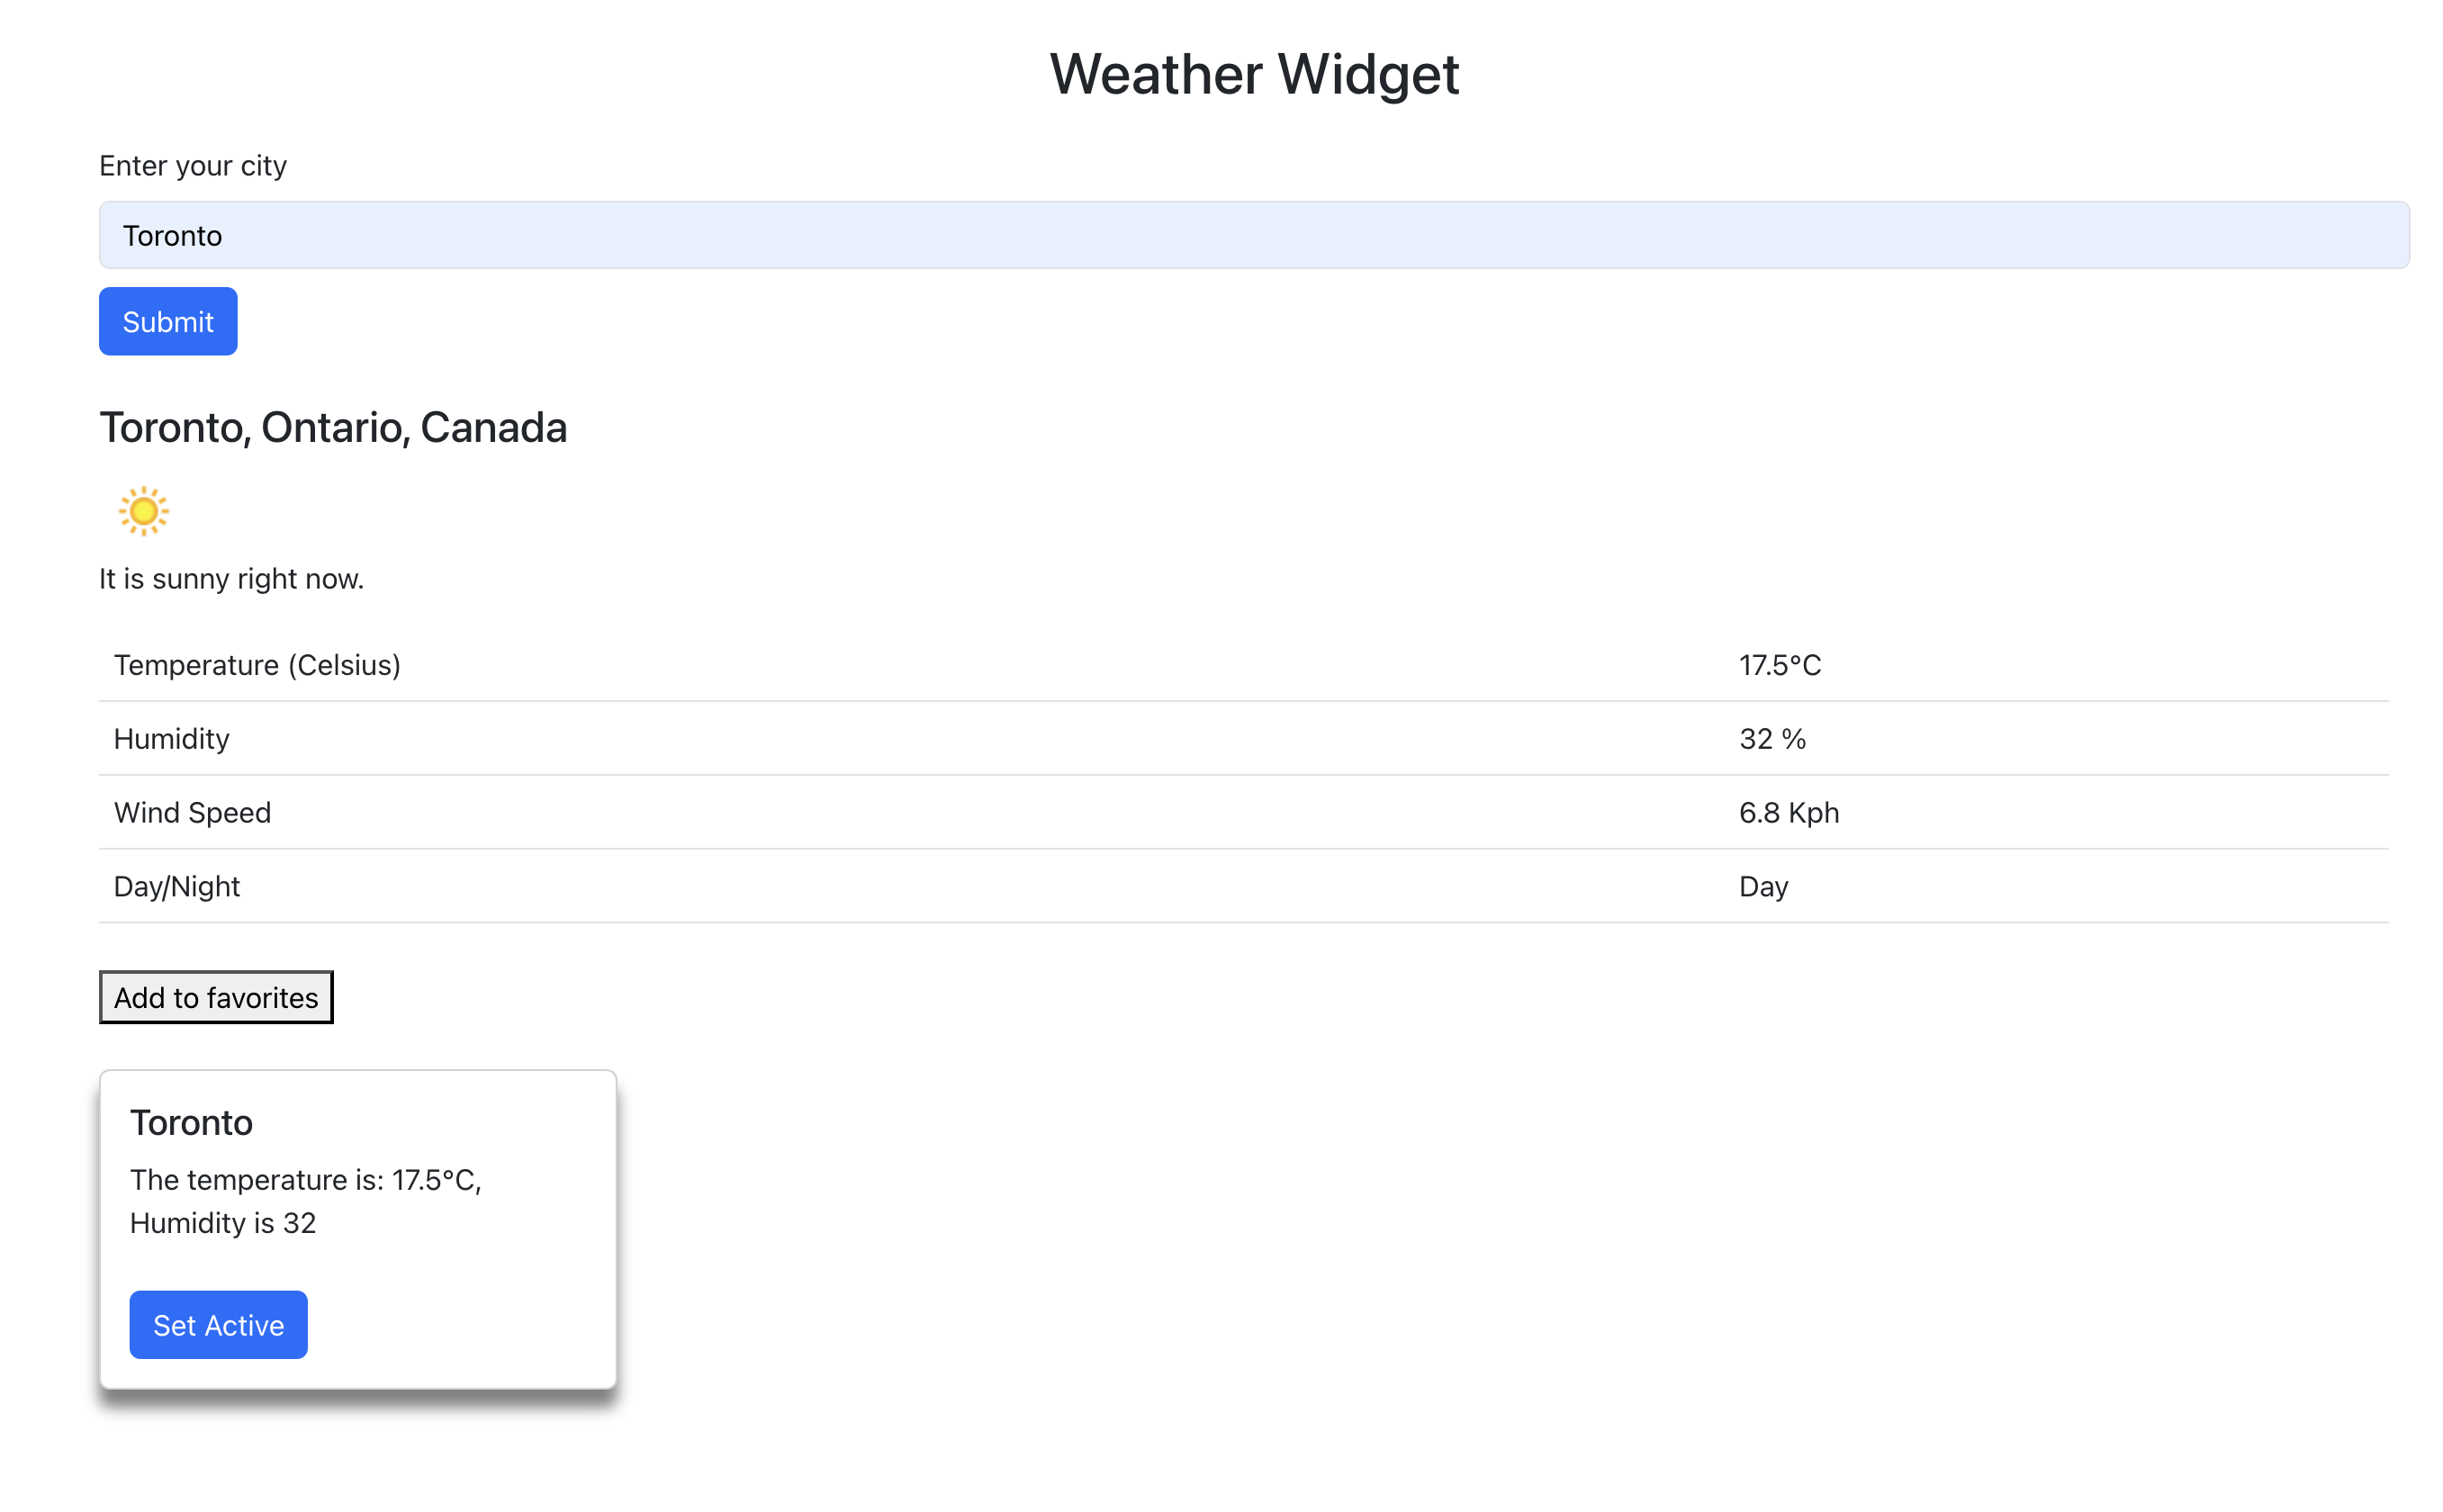 Weather Widget
Enter your city
Toronto
Submit
Toronto, Ontario, Canada
It is sunny right now.
Temperature (Celsius) 17.5°C
Humidity 32 %
Wind Speed 6.8 Kph
Day/Night Day
Add to favorites
Toronto
The temperature is: 17.5°C,
Humidity is 32
Set Active